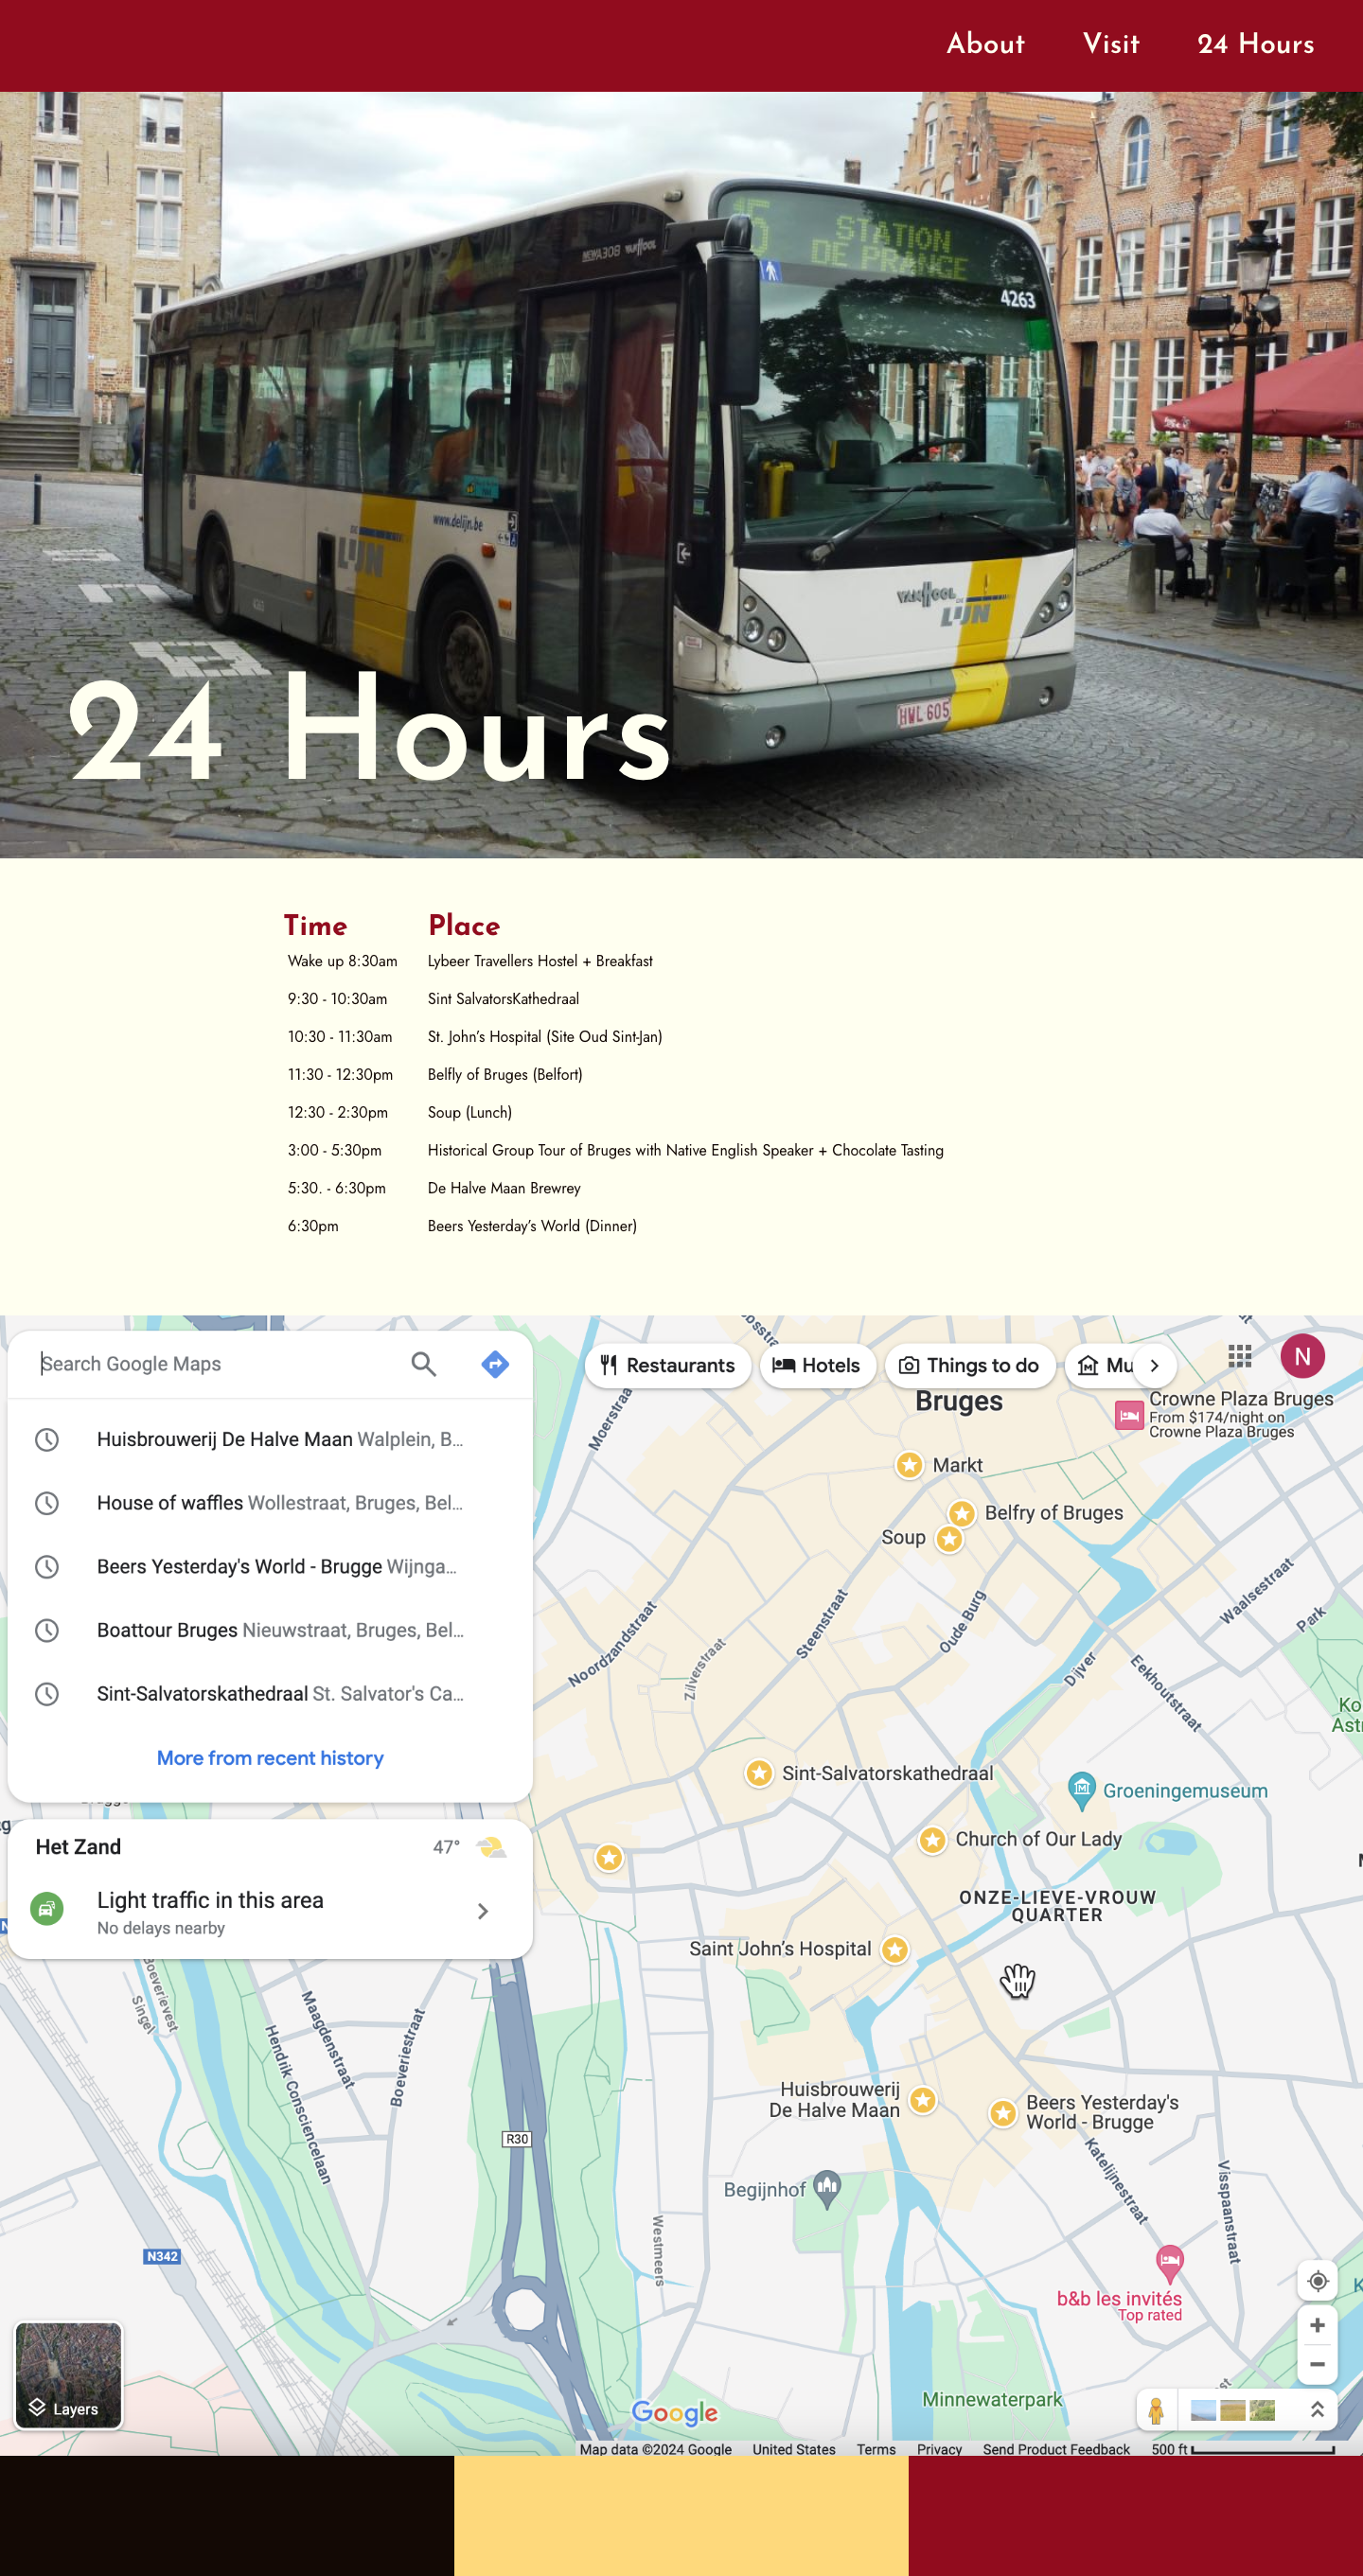 About Visit 24 Hours
15 STATION
DE PRANGE
4263
www.delijn.be
DE
LIJN
VANHOOL
DE
LIJN
HWL 605
24 Hours
Time Place
Wake up 8:30am Lybeer Travellers Hostel + Breakfast
9:30 - 10:30am Sint SalvatorsKathedraal
10:30 - 11:30am St. John's Hospital (Site Oud Sint-Jan)
11:30 - 12:30pm Belfly of Bruges (Belfort)
12:30 - 2:30pm Soup (Lunch)
3:00 - 5:30pm Historical Group Tour of Bruges with Native English Speaker + Chocolate Tasting
5:30. - 6:30pm De Halve Maan Brewrey
6:30pm Beers Yesterday's World (Dinner)
Search Google Maps
Restaurants Hotels Things to do Mu
N
Bruges
Crowne Plaza Bruges
From $174/night on
Crowne Plaza Bruges
Moerstraa
Huisbrouwerij De Halve Maan Walplein, B...
House of waffles Wollestraat, Bruges, Bel...
Beers Yesterday's World - Brugge Wijnga...
Boattour Bruges Nieuwstraat, Bruges, Bel...
Sint-Salvatorskathedraal St. Salvator's Ca...
More from recent history
Markt
Belfry of Bruges
Soup
Noordzandstraat
Zilverstraat
Steenstraat
Oude Burg
Dijver
Eekhoutstraat
Waalsestraat
Park
Ko
Astr
Sint-Salvatorskathedraal
Groeningemuseum
Church of Our Lady
ONZE-LIEVE-VROUW
QUARTER
Saint John's Hospital
Het Zand 47°
Light traffic in this area
No delays nearby
Boeverievest
Singel
Maagdenstraat
Hendrik Consciencelaan
Boeveriestraat
R30
N342
Huisbrouwerij
De Halve Maan
Beers Yesterday's
World - Brugge
Begijnhof
Westmeers
Katelijnestraat
Visspaanstraat
b&b les invités
Top rated
Minnewaterpark
Layers
Google
Map data ©2024 Google United States Terms Privacy Send Product Feedback 500 ft